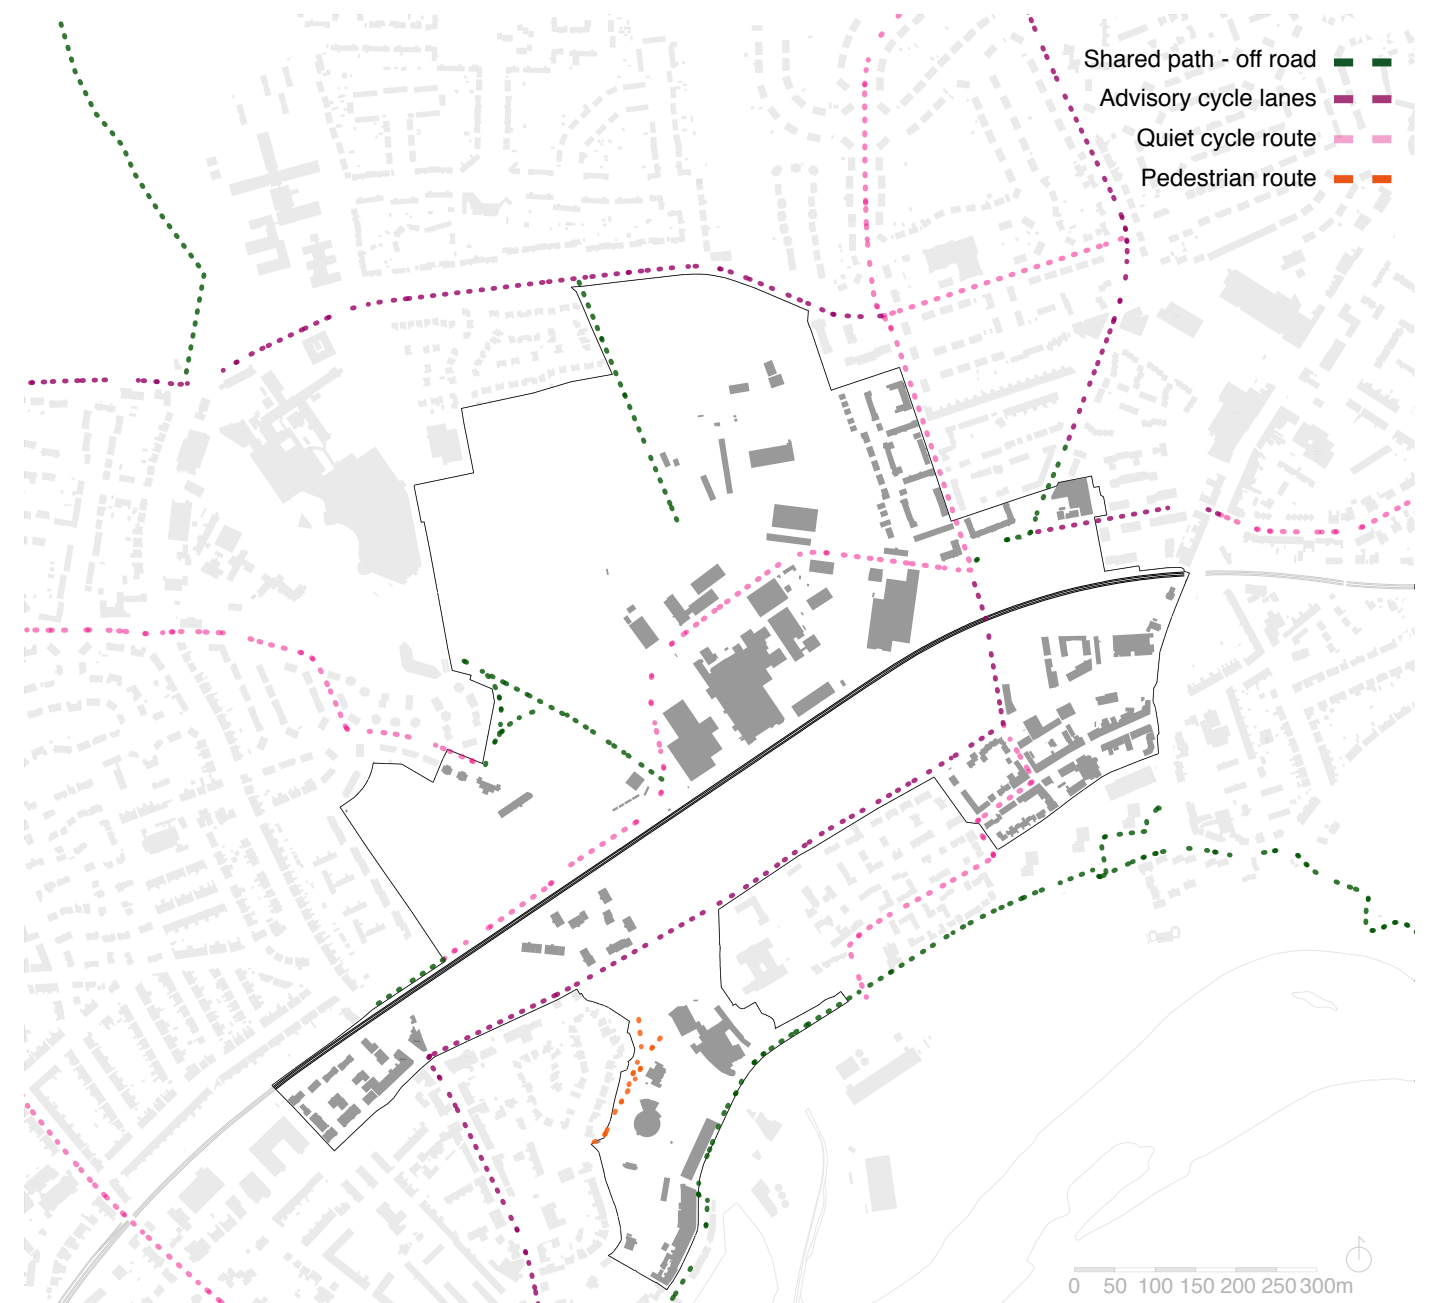 Shared path - off road
Advisory cycle lanes
Quiet cycle route
Pedestrian route
0 50 100 150 200 250 300m